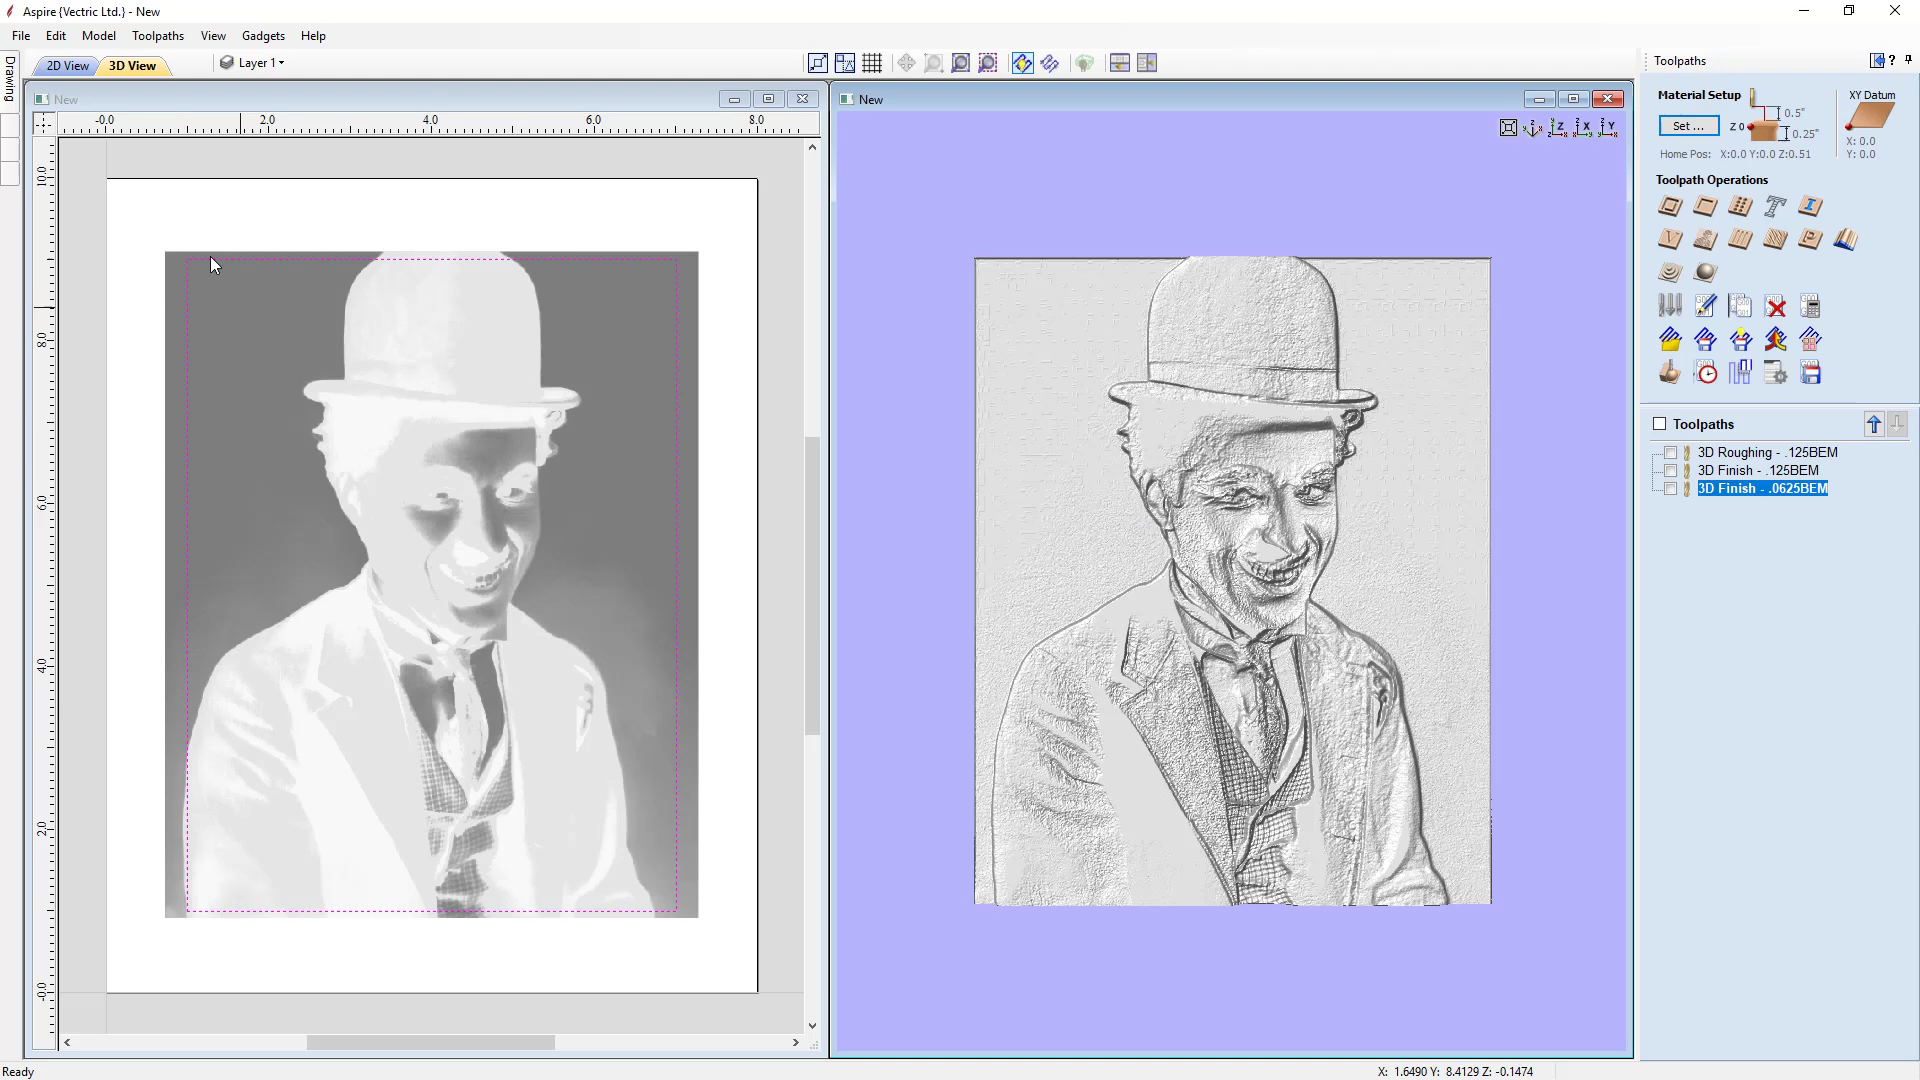 Aspire {Vectric Ltd.} - New
File Edit Model Toolpaths View Gadgets Help
2D View 3D View Layer 1
Drawing
New
-0.0 2.0 4.0 6.0 8.0
10.0
8.0
6.0
4.0
2.0
-0.0
New
Z X Y
Toolpaths ?
Material Setup
Set ...
Z 0
0.5"
0.25"
Home Pos: X:0.0 Y:0.0 Z:0.51
XY Datum
X: 0.0
Y: 0.0
Toolpath Operations
Toolpaths
3D Roughing - .125BEM
3D Finish - .125BEM
3D Finish - .0625BEM
Ready
X: 1.6490 Y: 8.4129 Z: -0.1474